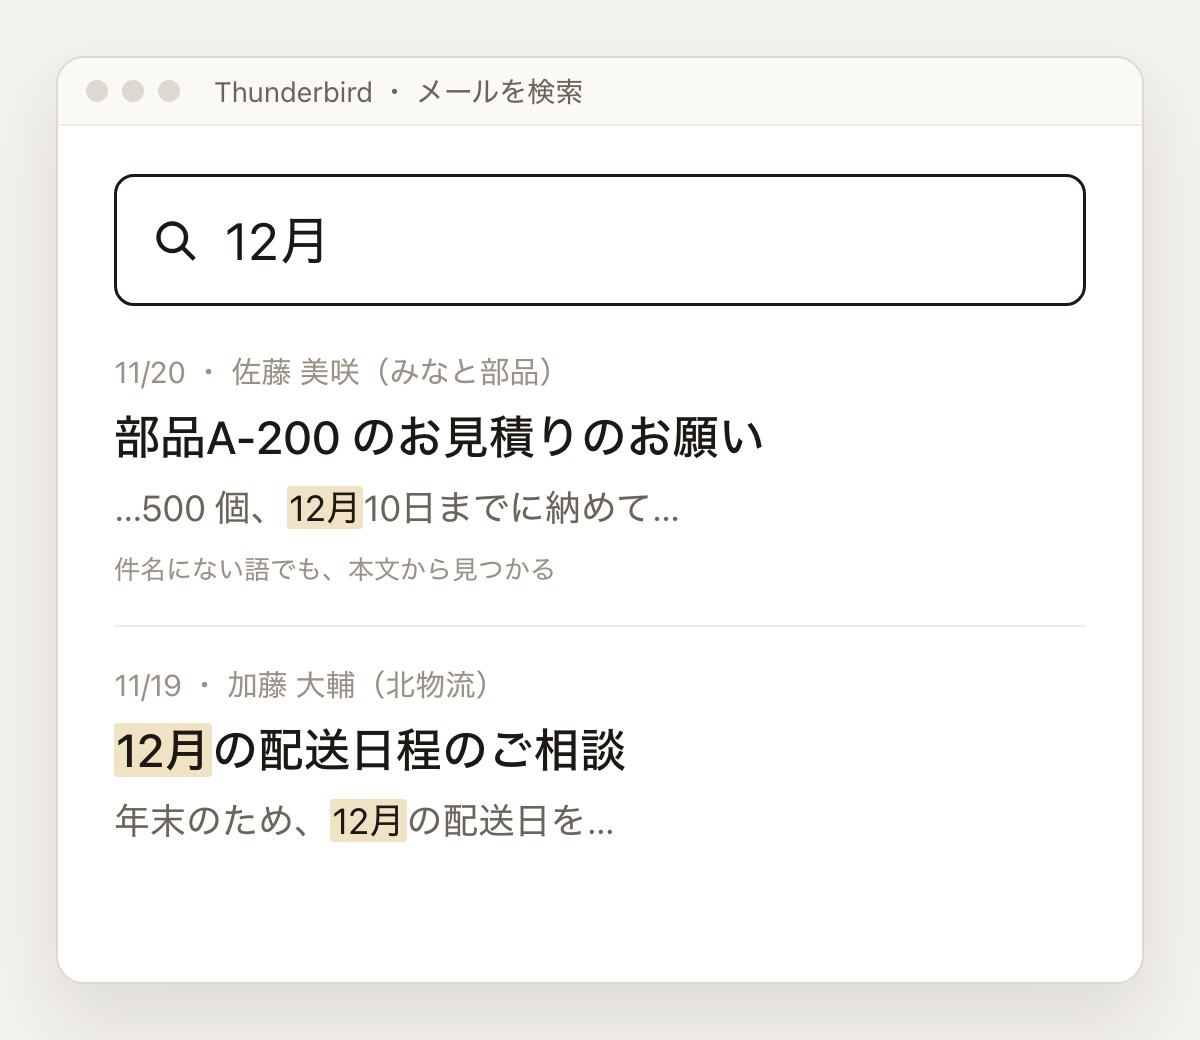 Thunderbird ・ メールを検索
12月
11/20 ・ 佐藤 美咲（みなと部品）
部品A-200 のお見積りのお願い
...500 個、12月10日までに納めて...
件名にない語でも、本文から見つかる
11/19 ・ 加藤 大輔（北物流）
12月の配送日程のご相談
年末のため、12月の配送日を...